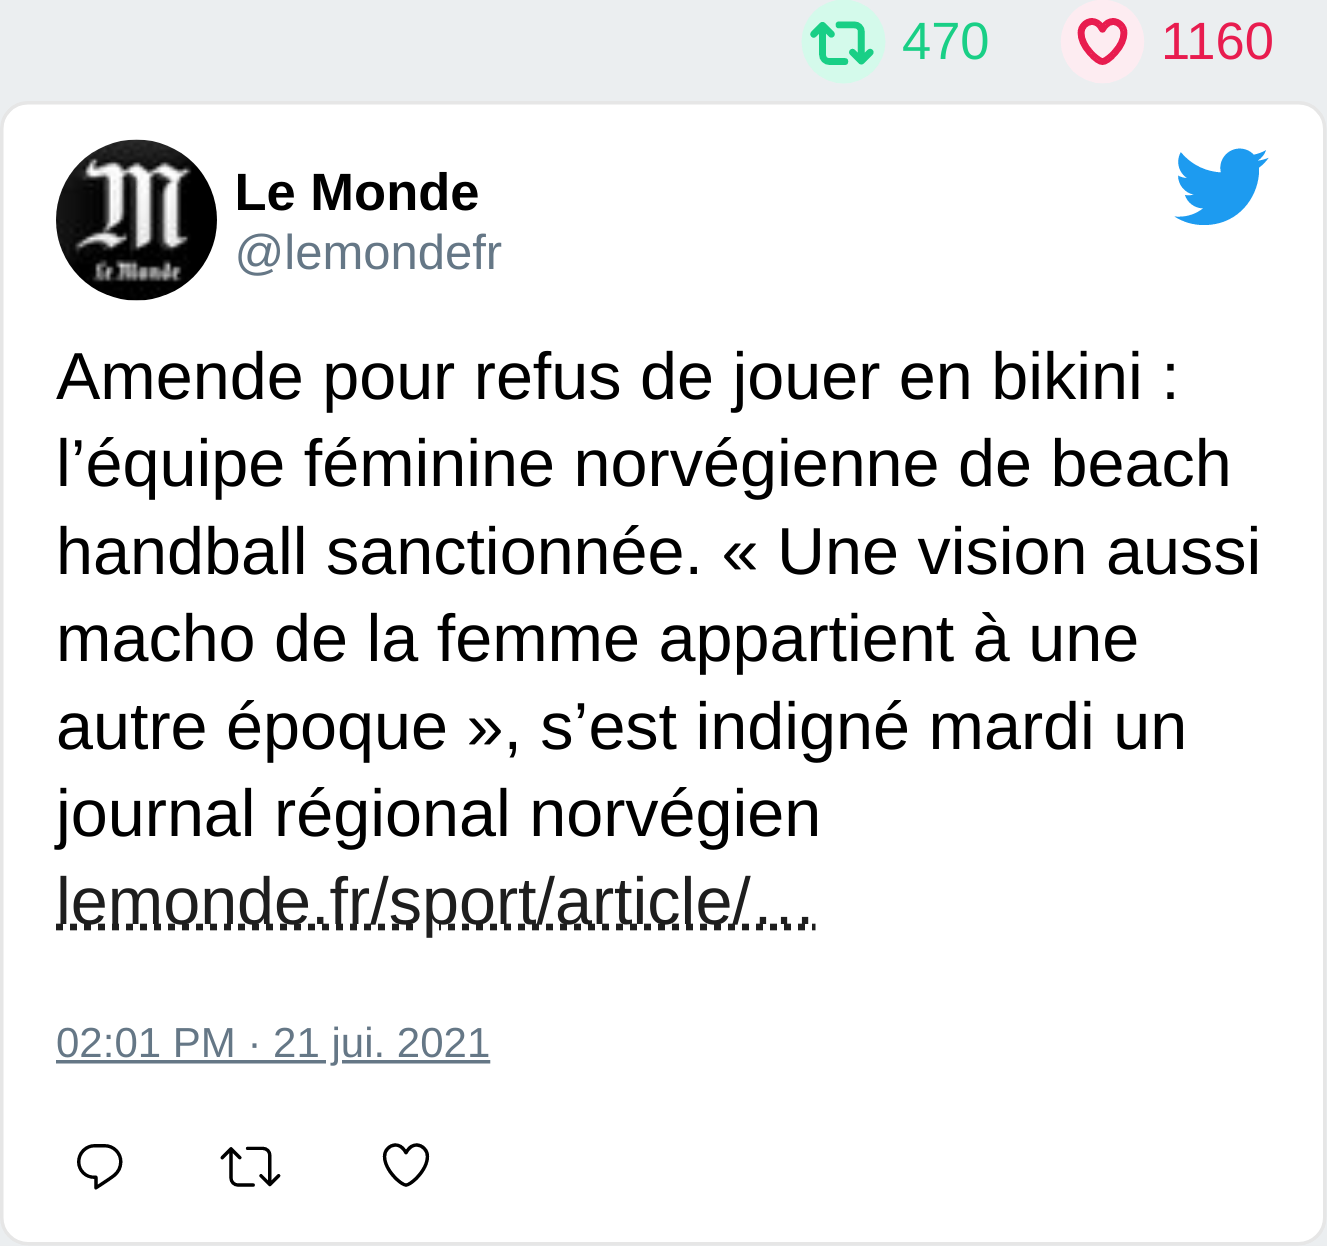 470 1160
Le Monde
Le Monde
@lemondefr
Amende pour refus de jouer en bikini :
l’équipe féminine norvégienne de beach
handball sanctionnée. « Une vision aussi
macho de la femme appartient à une
autre époque », s’est indigné mardi un
journal régional norvégien
lemonde.fr/sport/article/…
02:01 PM · 21 jui. 2021